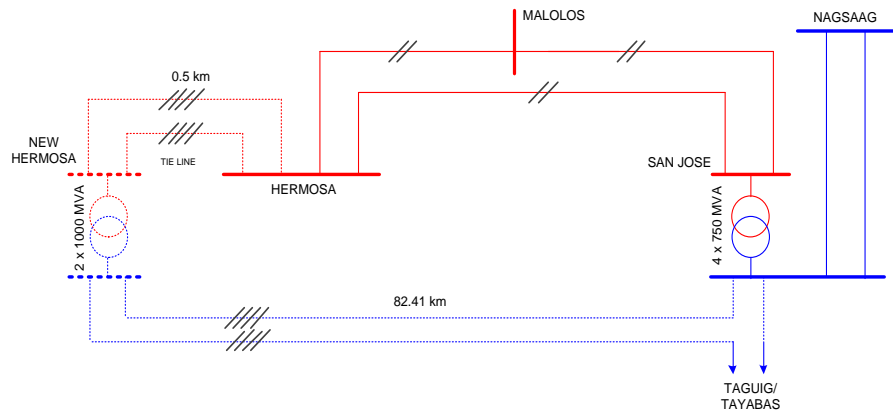 MALOLOS
NAGSAAG
0.5 km
NEW
HERMOSA
TIE LINE
HERMOSA
SAN JOSE
2 x 1000 MVA
4 x 750 MVA
82.41 km
TAGUIG/
TAYABAS